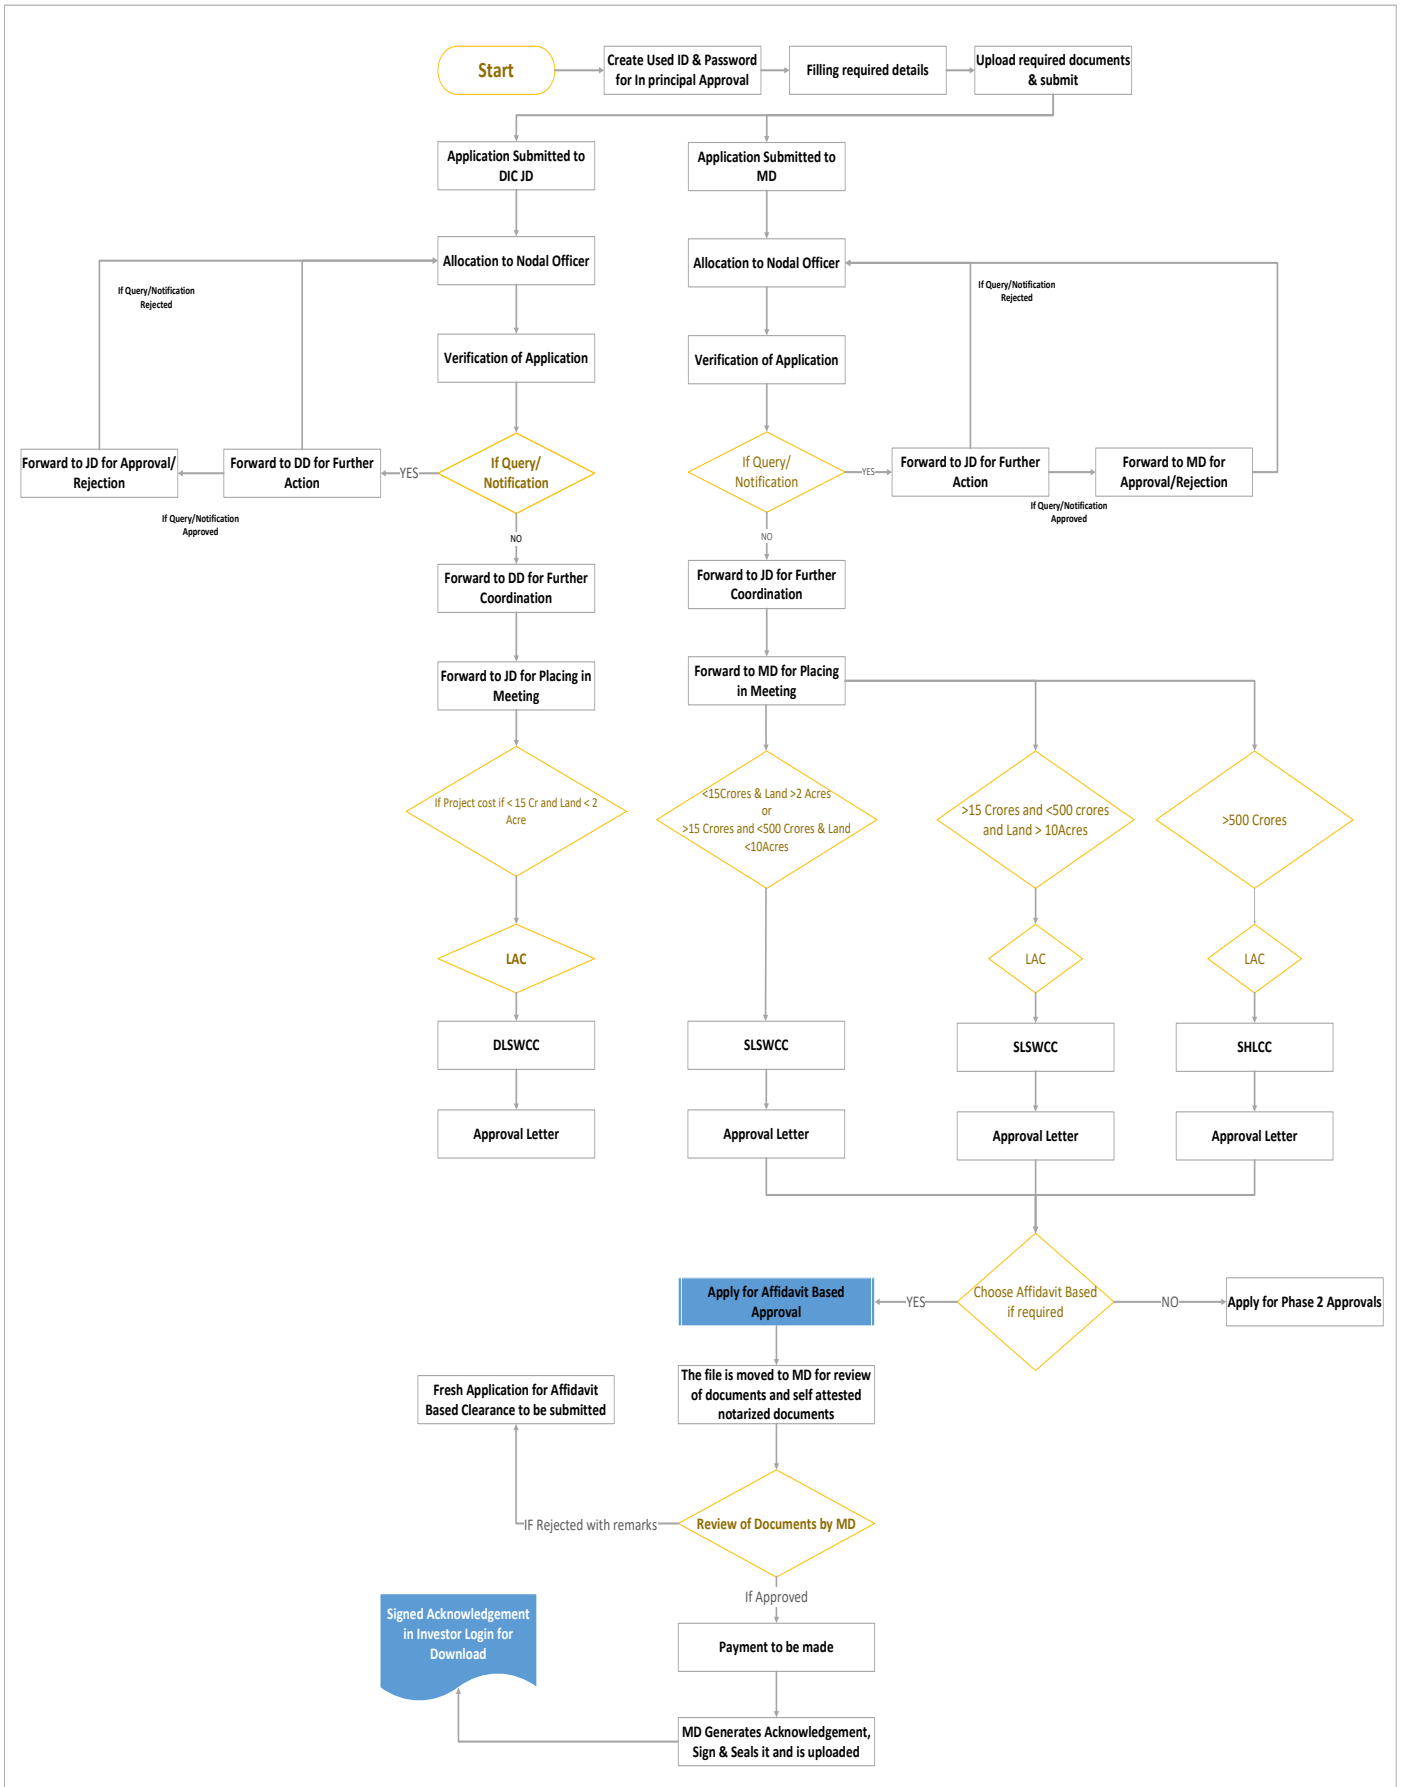 Start
Create Used ID & Password
for In principal Approval
Filling required details
Upload required documents
& submit
Application Submitted to
DIC JD
Application Submitted to
MD
Allocation to Nodal Officer
Allocation to Nodal Officer
If Query/Notification
Rejected
If Query/Notification
Rejected
Verification of Application
Verification of Application
Forward to JD for Approval/
Rejection
Forward to DD for Further
Action
YES
If Query/
Notification
If Query/
Notification
YES
Forward to JD for Further
Action
Forward to MD for
Approval/Rejection
If Query/Notification
Approved
If Query/Notification
Approved
NO
NO
Forward to DD for Further
Coordination
Forward to JD for Further
Coordination
Forward to JD for Placing in
Meeting
Forward to MD for Placing
in Meeting
If Project cost if < 15 Cr and Land < 2
Acre
<15Crores & Land >2 Acres
or
>15 Crores and <500 Crores & Land
<10Acres
>15 Crores and <500 crores
and Land > 10Acres
>500 Crores
LAC
LAC
LAC
DLSWCC
SLSWCC
SLSWCC
SHLCC
Approval Letter
Approval Letter
Approval Letter
Approval Letter
Apply for Affidavit Based
Approval
YES
Choose Affidavit Based
if required
NO
Apply for Phase 2 Approvals
The file is moved to MD for review
of documents and self attested
notarized documents
Fresh Application for Affidavit
Based Clearance to be submitted
IF Rejected with remarks
Review of Documents by MD
If Approved
Signed Acknowledgement
in Investor Login for
Download
Payment to be made
MD Generates Acknowledgement,
Sign & Seals it and is uploaded